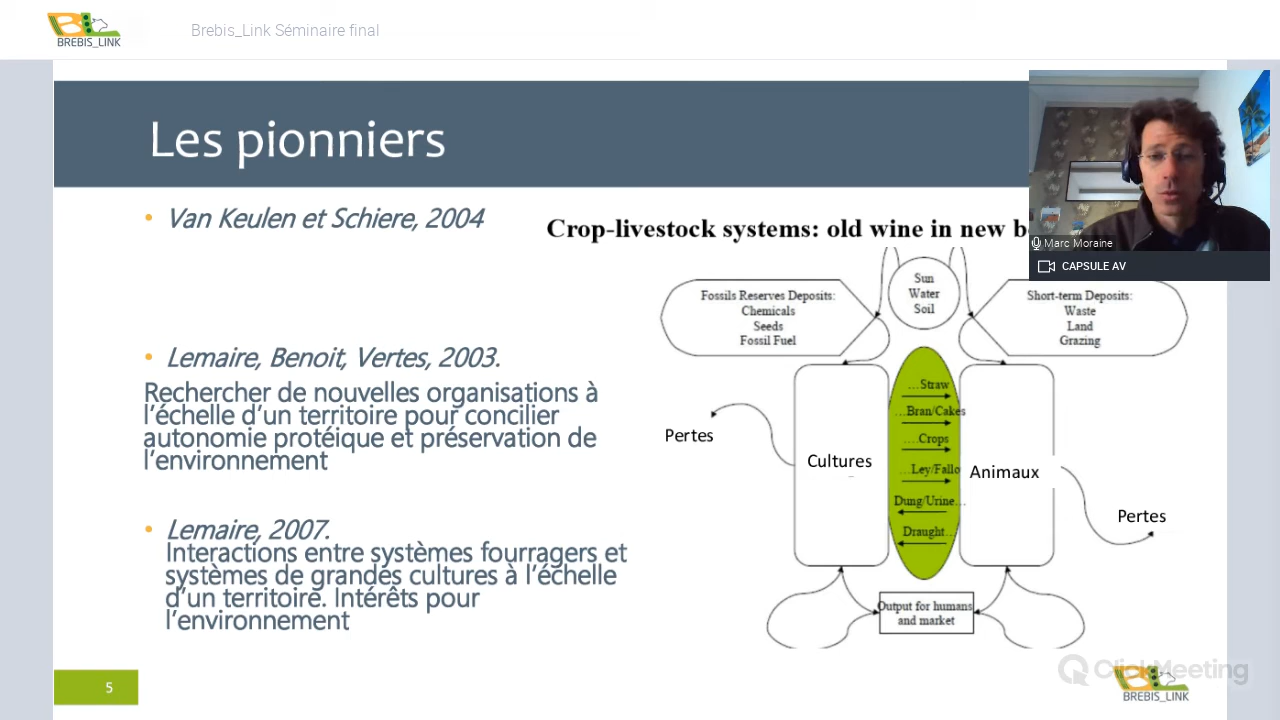 BREBIS_LINK
Brebis_Link Séminaire final
Les pionniers
• Van Keulen et Schiere, 2004
• Lemaire, Benoit, Vertes, 2003.
Rechercher de nouvelles organisations à
l’échelle d’un territoire pour concilier
autonomie protéique et préservation de
l’environnement
• Lemaire, 2007.
Interactions entre systèmes fourragers et
systèmes de grandes cultures à l’échelle
d’un territoire. Intérêts pour
l’environnement
5
Crop-livestock systems: old wine in new
Sun
Water
Soil
Fossils Reserves Deposits:
Chemicals
Seeds
Fossil Fuel
Short-term Deposits:
Waste
Land
Grazing
...Straw
...Bran/Cakes
....Crops
...Ley/Fallo
Dung/Urine...
Draught...
Pertes
Cultures
Animaux
Pertes
Output for humans
and market
Marc Moraine
CAPSULE AV
ClickMeeting
BREBIS_LINK